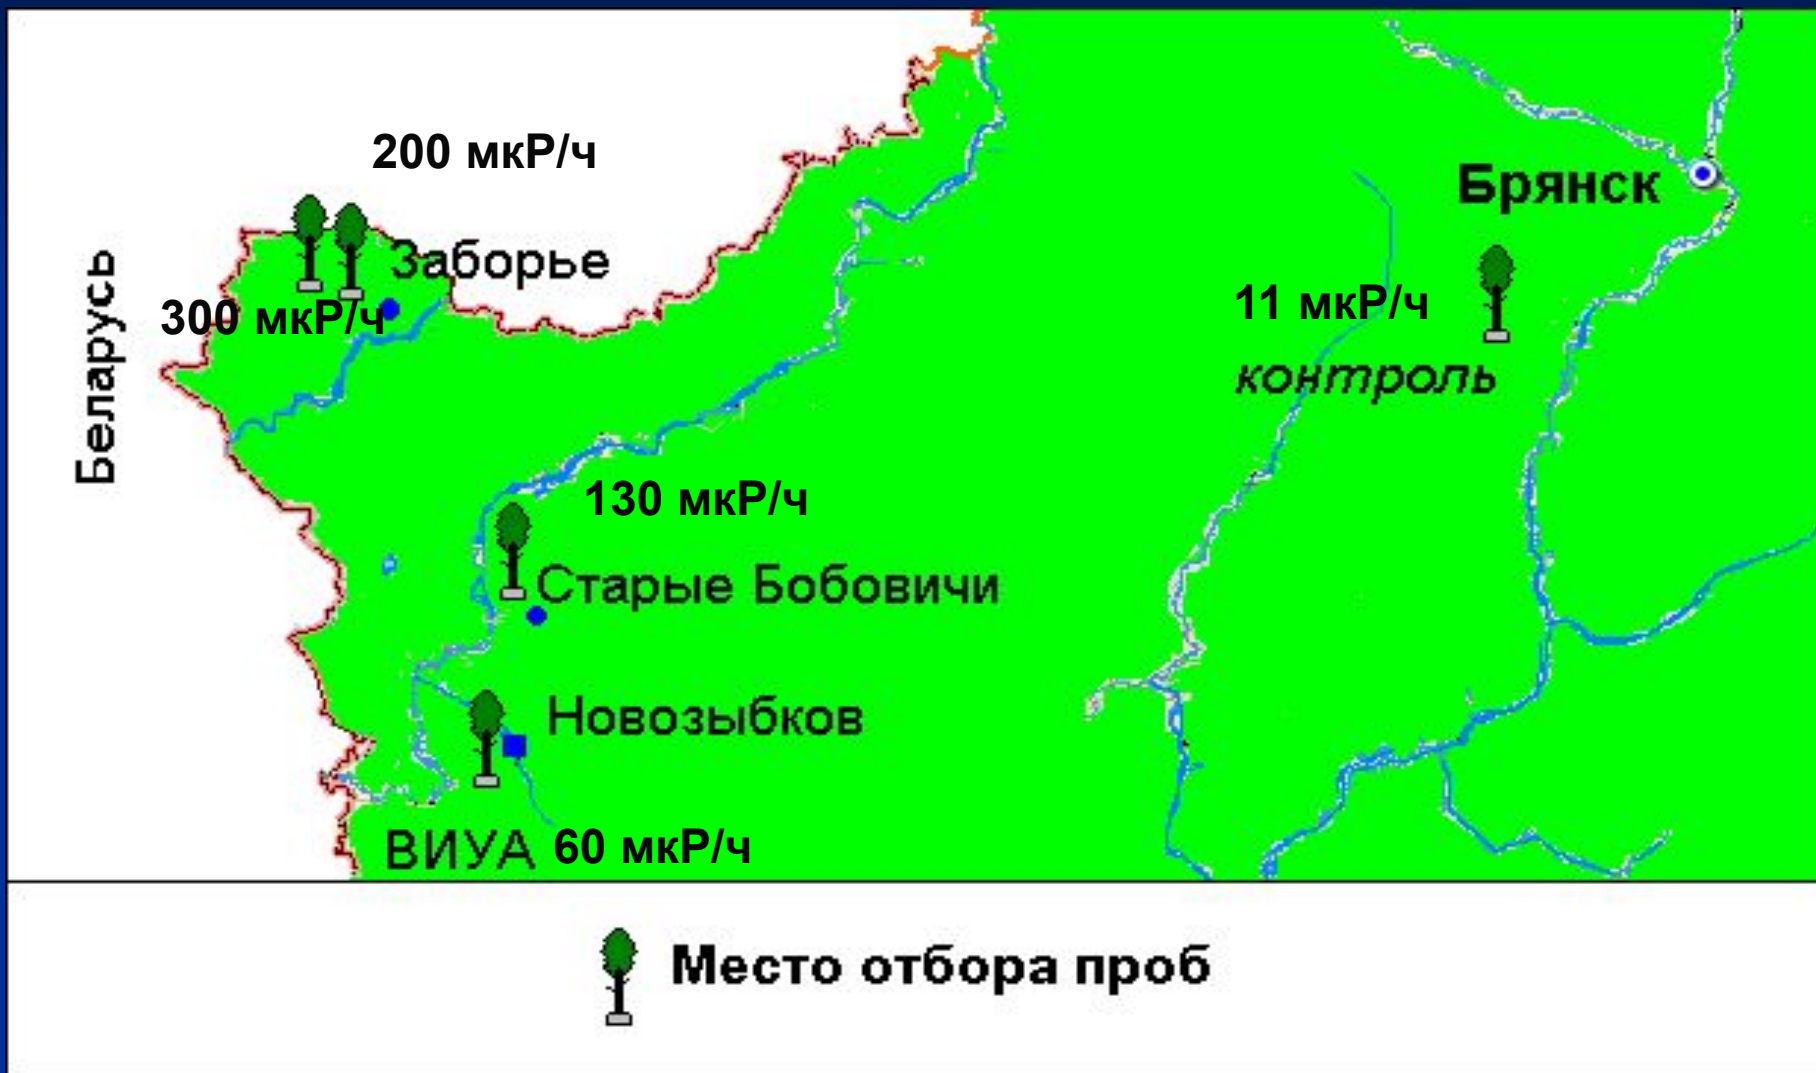 200 мкР/ч
Брянск
Заборье
Беларусь
300 мкР/ч
11 мкР/ч
контроль
130 мкР/ч
Старые Бобовичи
Новозыбков
ВИУА 60 мкР/ч
Место отбора проб